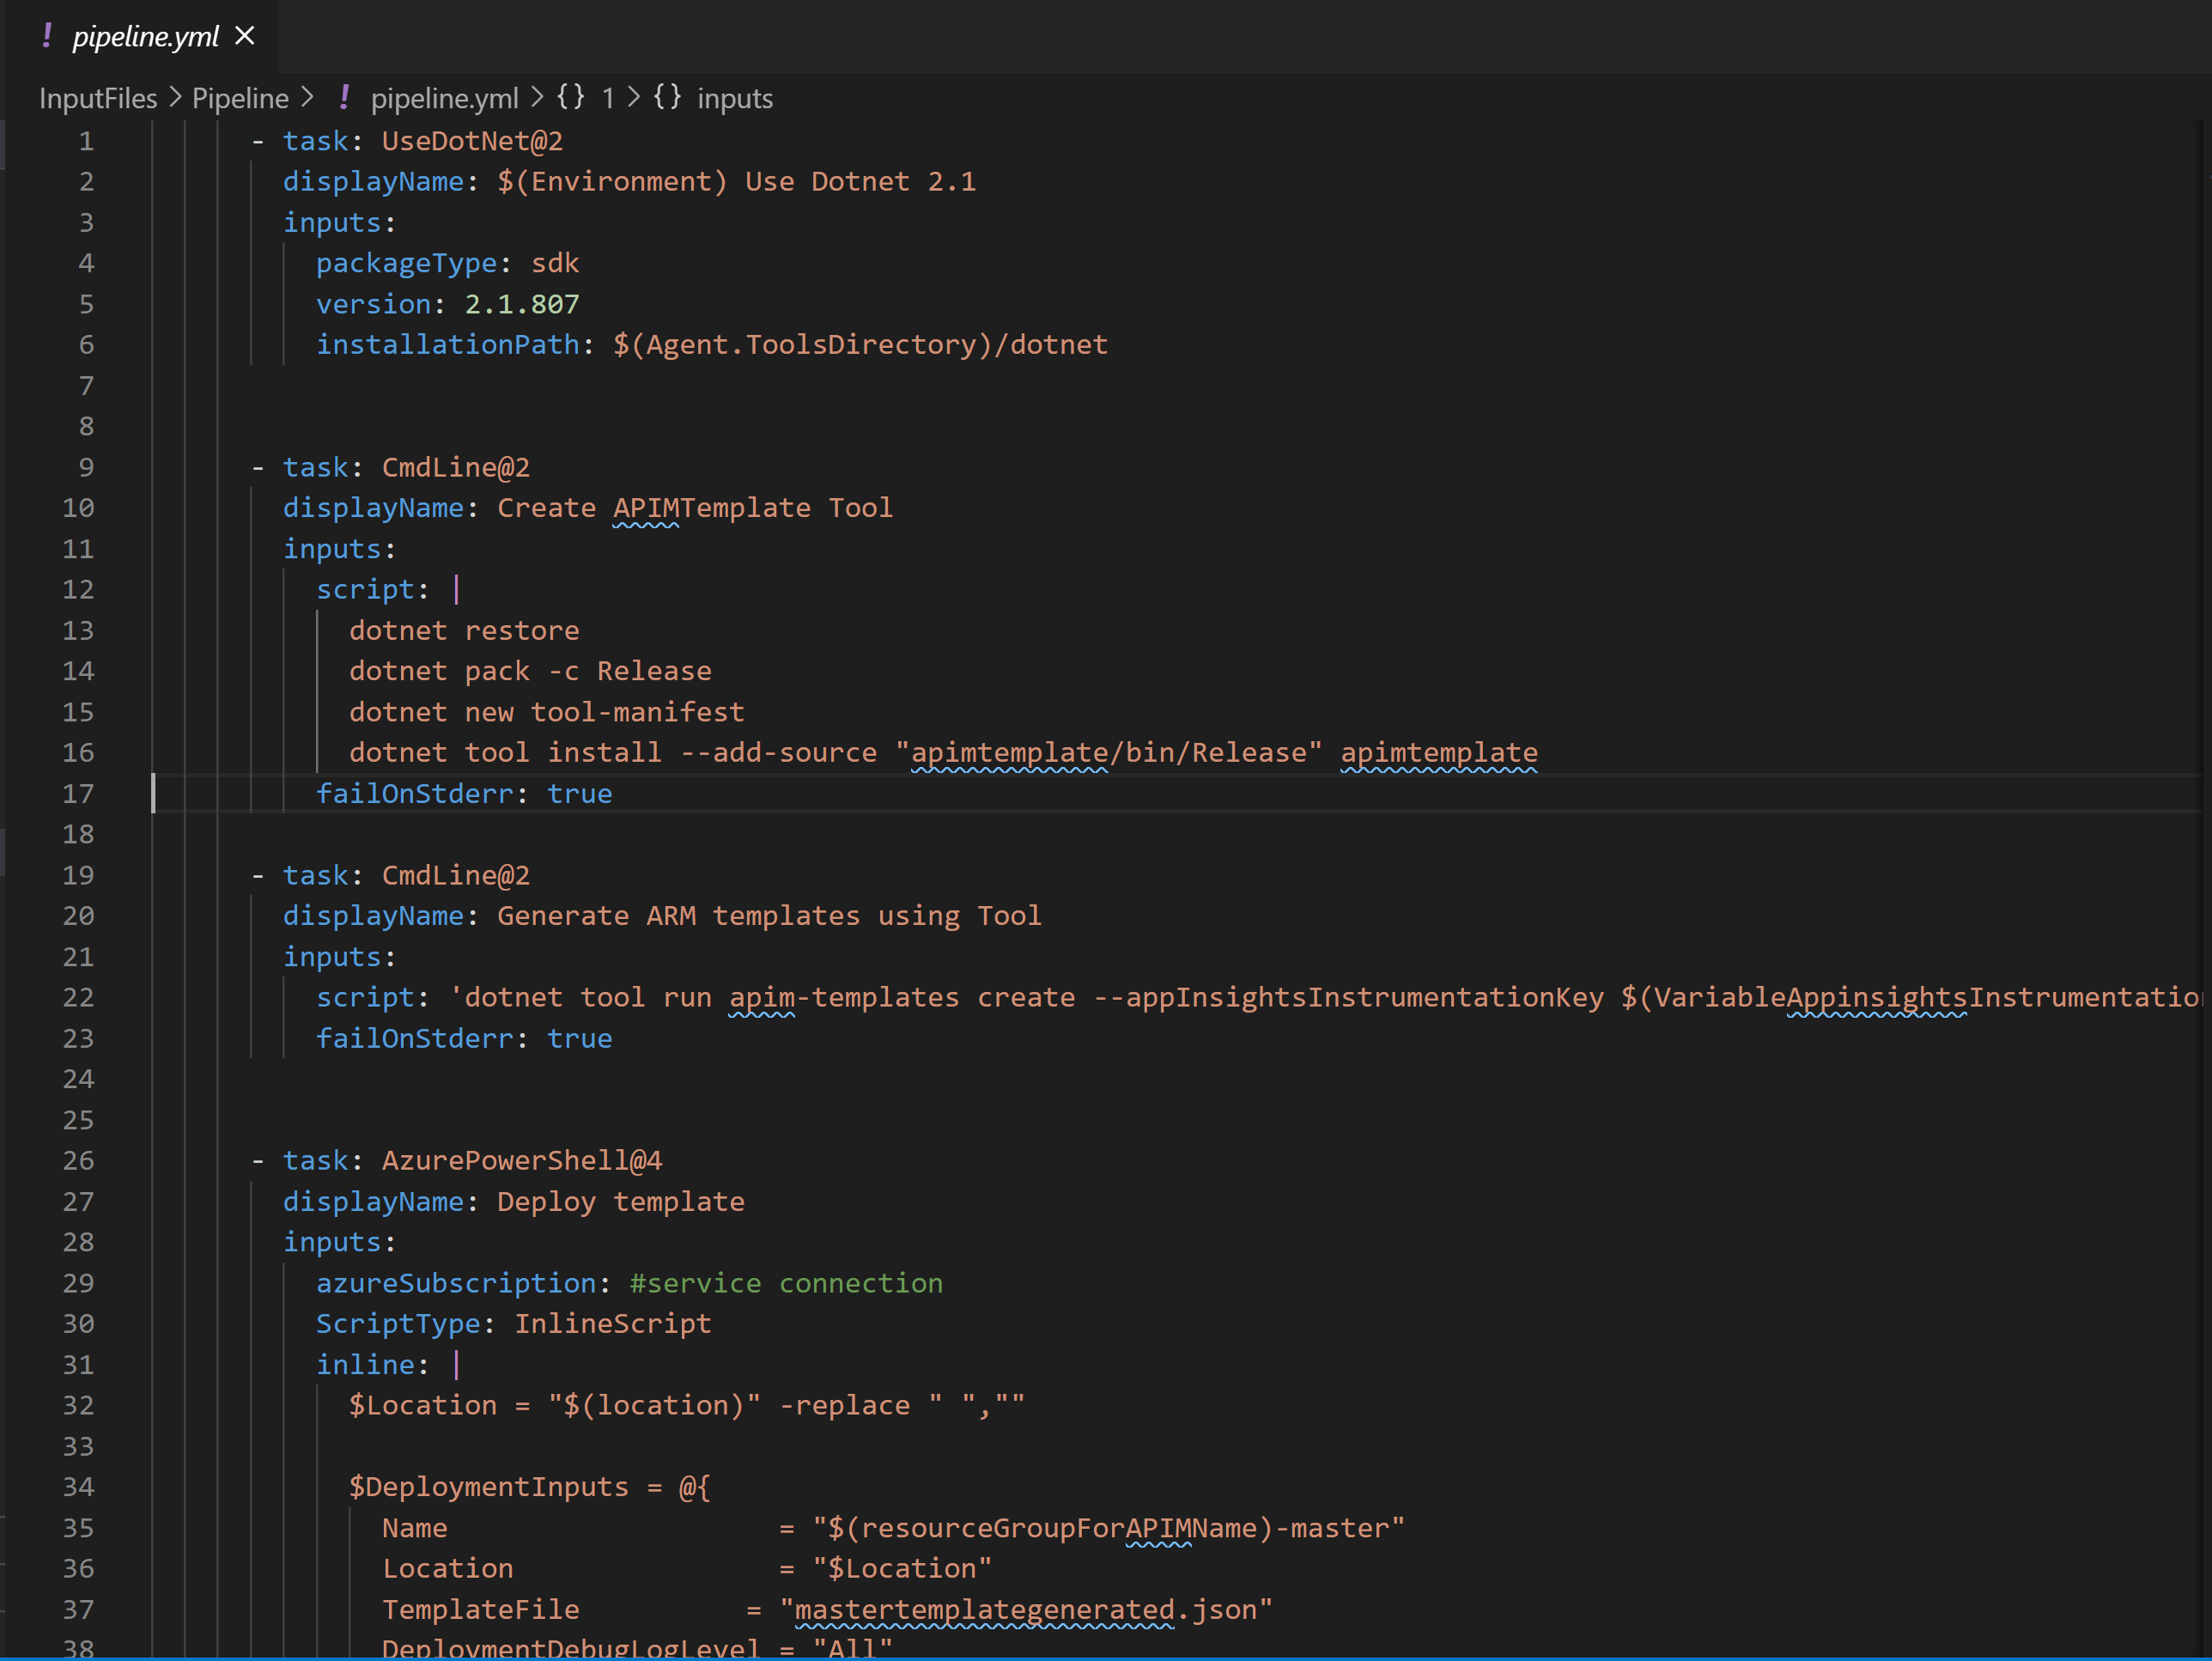 ! pipeline.yml ×
InputFiles > Pipeline > ! pipeline.yml > {} 1 > {} inputs
1 - task: UseDotNet@2
2 displayName: $(Environment) Use Dotnet 2.1
3 inputs:
4 packageType: sdk
5 version: 2.1.807
6 installationPath: $(Agent.ToolsDirectory)/dotnet
7
8
9 - task: CmdLine@2
10 displayName: Create APIMTemplate Tool
11 inputs:
12 script: |
13 dotnet restore
14 dotnet pack -c Release
15 dotnet new tool-manifest
16 dotnet tool install --add-source "apimtemplate/bin/Release" apimtemplate
17 failOnStderr: true
18
19 - task: CmdLine@2
20 displayName: Generate ARM templates using Tool
21 inputs:
22 script: 'dotnet tool run apim-templates create --appInsightsInstrumentationKey $(VariableAppinsightsInstrumentatio
23 failOnStderr: true
24
25
26 - task: AzurePowerShell@4
27 displayName: Deploy template
28 inputs:
29 azureSubscription: #service connection
30 ScriptType: InlineScript
31 inline: |
32 $Location = "$(location)" -replace " ",""
33
34 $DeploymentInputs = @{
35 Name = "$(resourceGroupForAPIMName)-master"
36 Location = "$Location"
37 TemplateFile = "mastertemplategenerated.json"
38 DeploymentDebugLogLevel = "All"